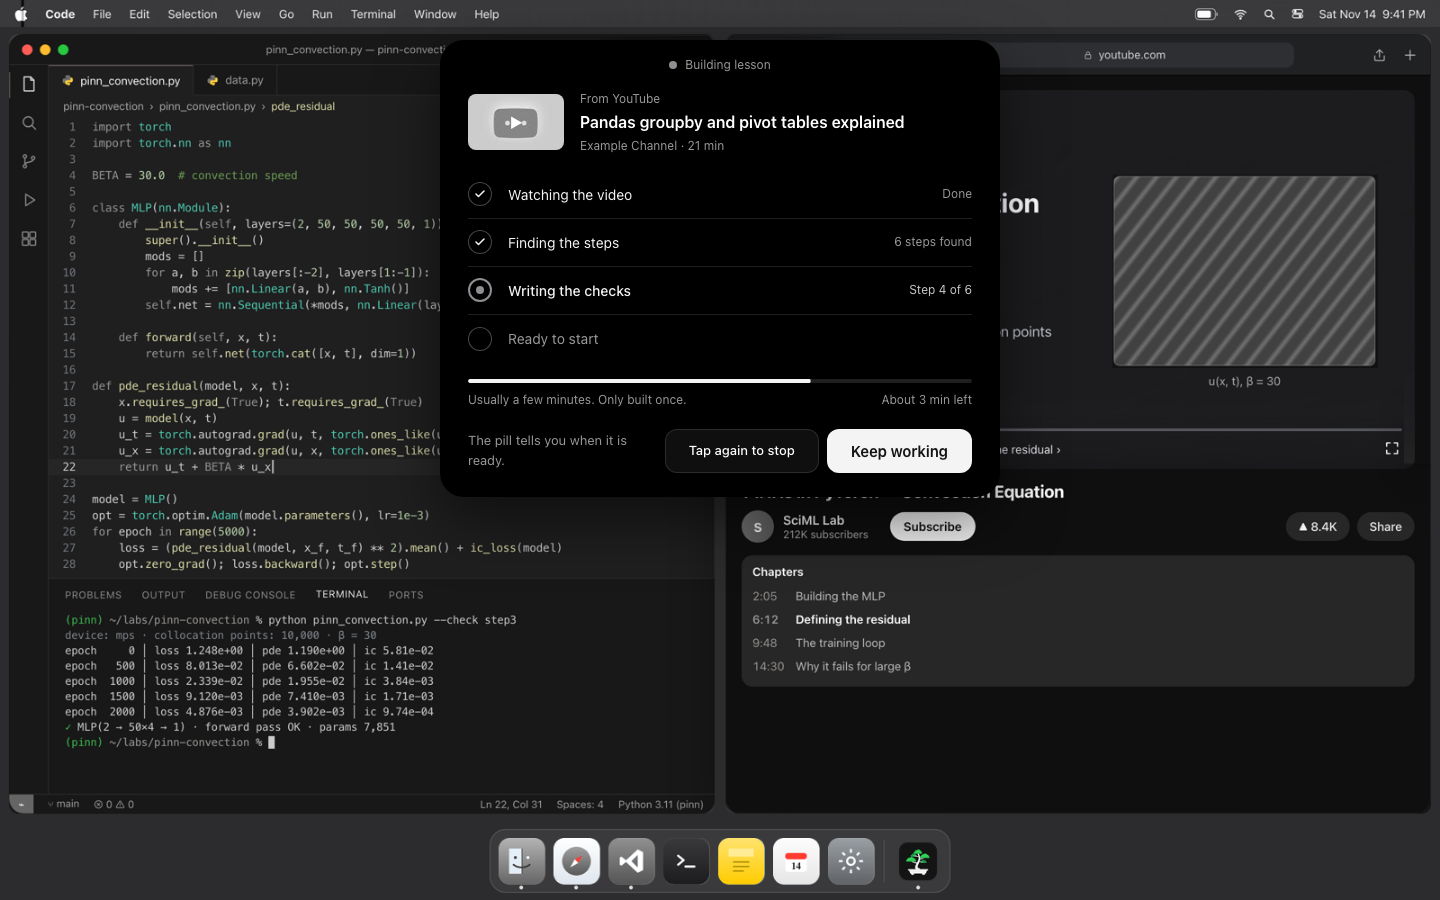 Code File Edit Selection View Go Run Terminal Window Help
Sat Nov 14 9:41 PM
pinn_convection.py — pinn-convecti
pinn_convection.py
data.py
pinn-convection › pinn_convection.py › pde_residual
1 import torch
2 import torch.nn as nn
3
4 BETA = 30.0 # convection speed
5
6 class MLP(nn.Module):
7 def __init__(self, layers=(2, 50, 50, 50, 50, 1))
8 super().__init__()
9 mods = []
10 for a, b in zip(layers[:-2], layers[1:-1]):
11 mods += [nn.Linear(a, b), nn.Tanh()]
12 self.net = nn.Sequential(*mods, nn.Linear(lay
13
14 def forward(self, x, t):
15 return self.net(torch.cat([x, t], dim=1))
16
17 def pde_residual(model, x, t):
18 x.requires_grad_(True); t.requires_grad_(True)
19 u = model(x, t)
20 u_t = torch.autograd.grad(u, t, torch.ones_like(u
21 u_x = torch.autograd.grad(u, x, torch.ones_like(u
22 return u_t + BETA * u_x
23
24 model = MLP()
25 opt = torch.optim.Adam(model.parameters(), lr=1e-3)
26 for epoch in range(5000):
27 loss = (pde_residual(model, x_f, t_f) ** 2).mean() + ic_loss(model)
28 opt.zero_grad(); loss.backward(); opt.step()
PROBLEMS OUTPUT DEBUG CONSOLE TERMINAL PORTS
(pinn) ~/labs/pinn-convection % python pinn_convection.py --check step3
device: mps · collocation points: 10,000 · β = 30
epoch 0 | loss 1.248e+00 | pde 1.190e+00 | ic 5.81e-02
epoch 500 | loss 8.013e-02 | pde 6.602e-02 | ic 1.41e-02
epoch 1000 | loss 2.339e-02 | pde 1.955e-02 | ic 3.84e-03
epoch 1500 | loss 9.120e-03 | pde 7.410e-03 | ic 1.71e-03
epoch 2000 | loss 4.876e-03 | pde 3.902e-03 | ic 9.74e-04
✓ MLP(2 → 50×4 → 1) · forward pass OK · params 7,851
(pinn) ~/labs/pinn-convection %
main 0 0 Ln 22, Col 31 Spaces: 4 Python 3.11 (pinn)
Building lesson
From YouTube
Pandas groupby and pivot tables explained
Example Channel · 21 min
Watching the video Done
Finding the steps 6 steps found
Writing the checks Step 4 of 6
Ready to start
Usually a few minutes. Only built once. About 3 min left
The pill tells you when it is
ready.
Tap again to stop
Keep working
youtube.com
tion
n points
u(x, t), β = 30
he residual ›
Convection Equation
S
SciML Lab
212K subscribers
Subscribe
▲ 8.4K
Share
Chapters
2:05 Building the MLP
6:12 Defining the residual
9:48 The training loop
14:30 Why it fails for large β
14